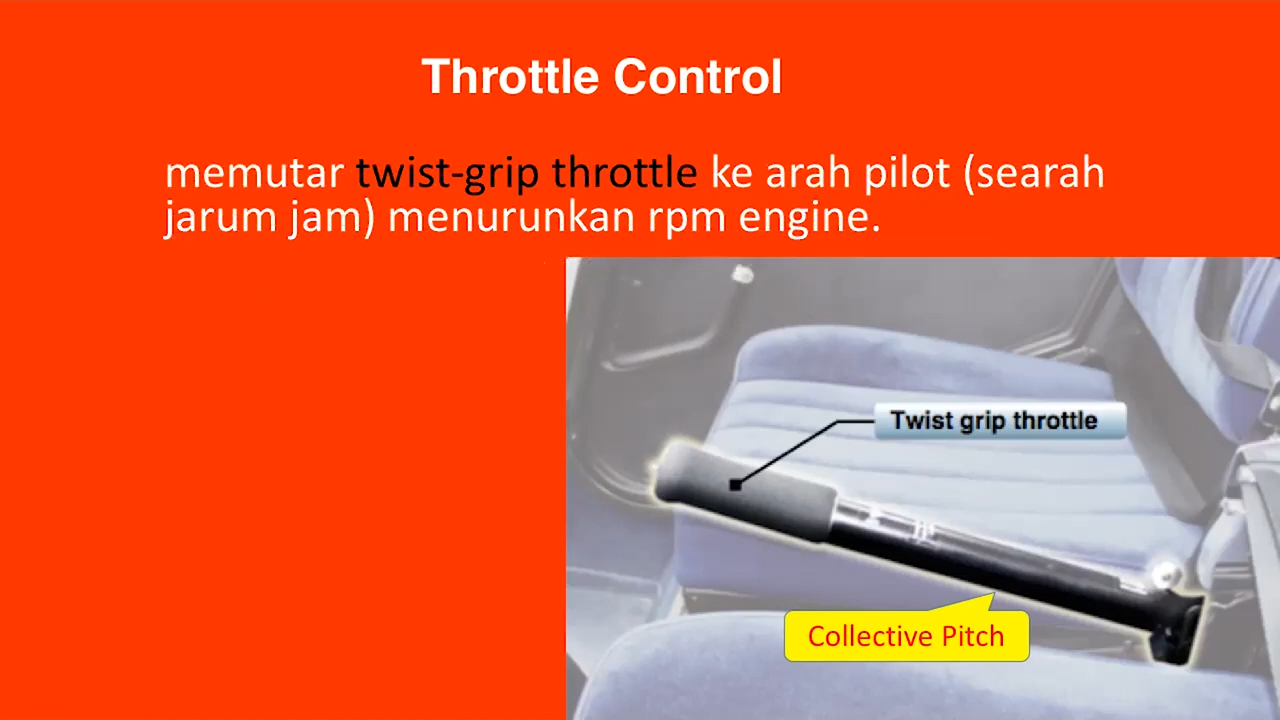 Throttle Control
memutar twist-grip throttle ke arah pilot (searah
jarum jam) menurunkan rpm engine.
Twist grip throttle
Collective Pitch